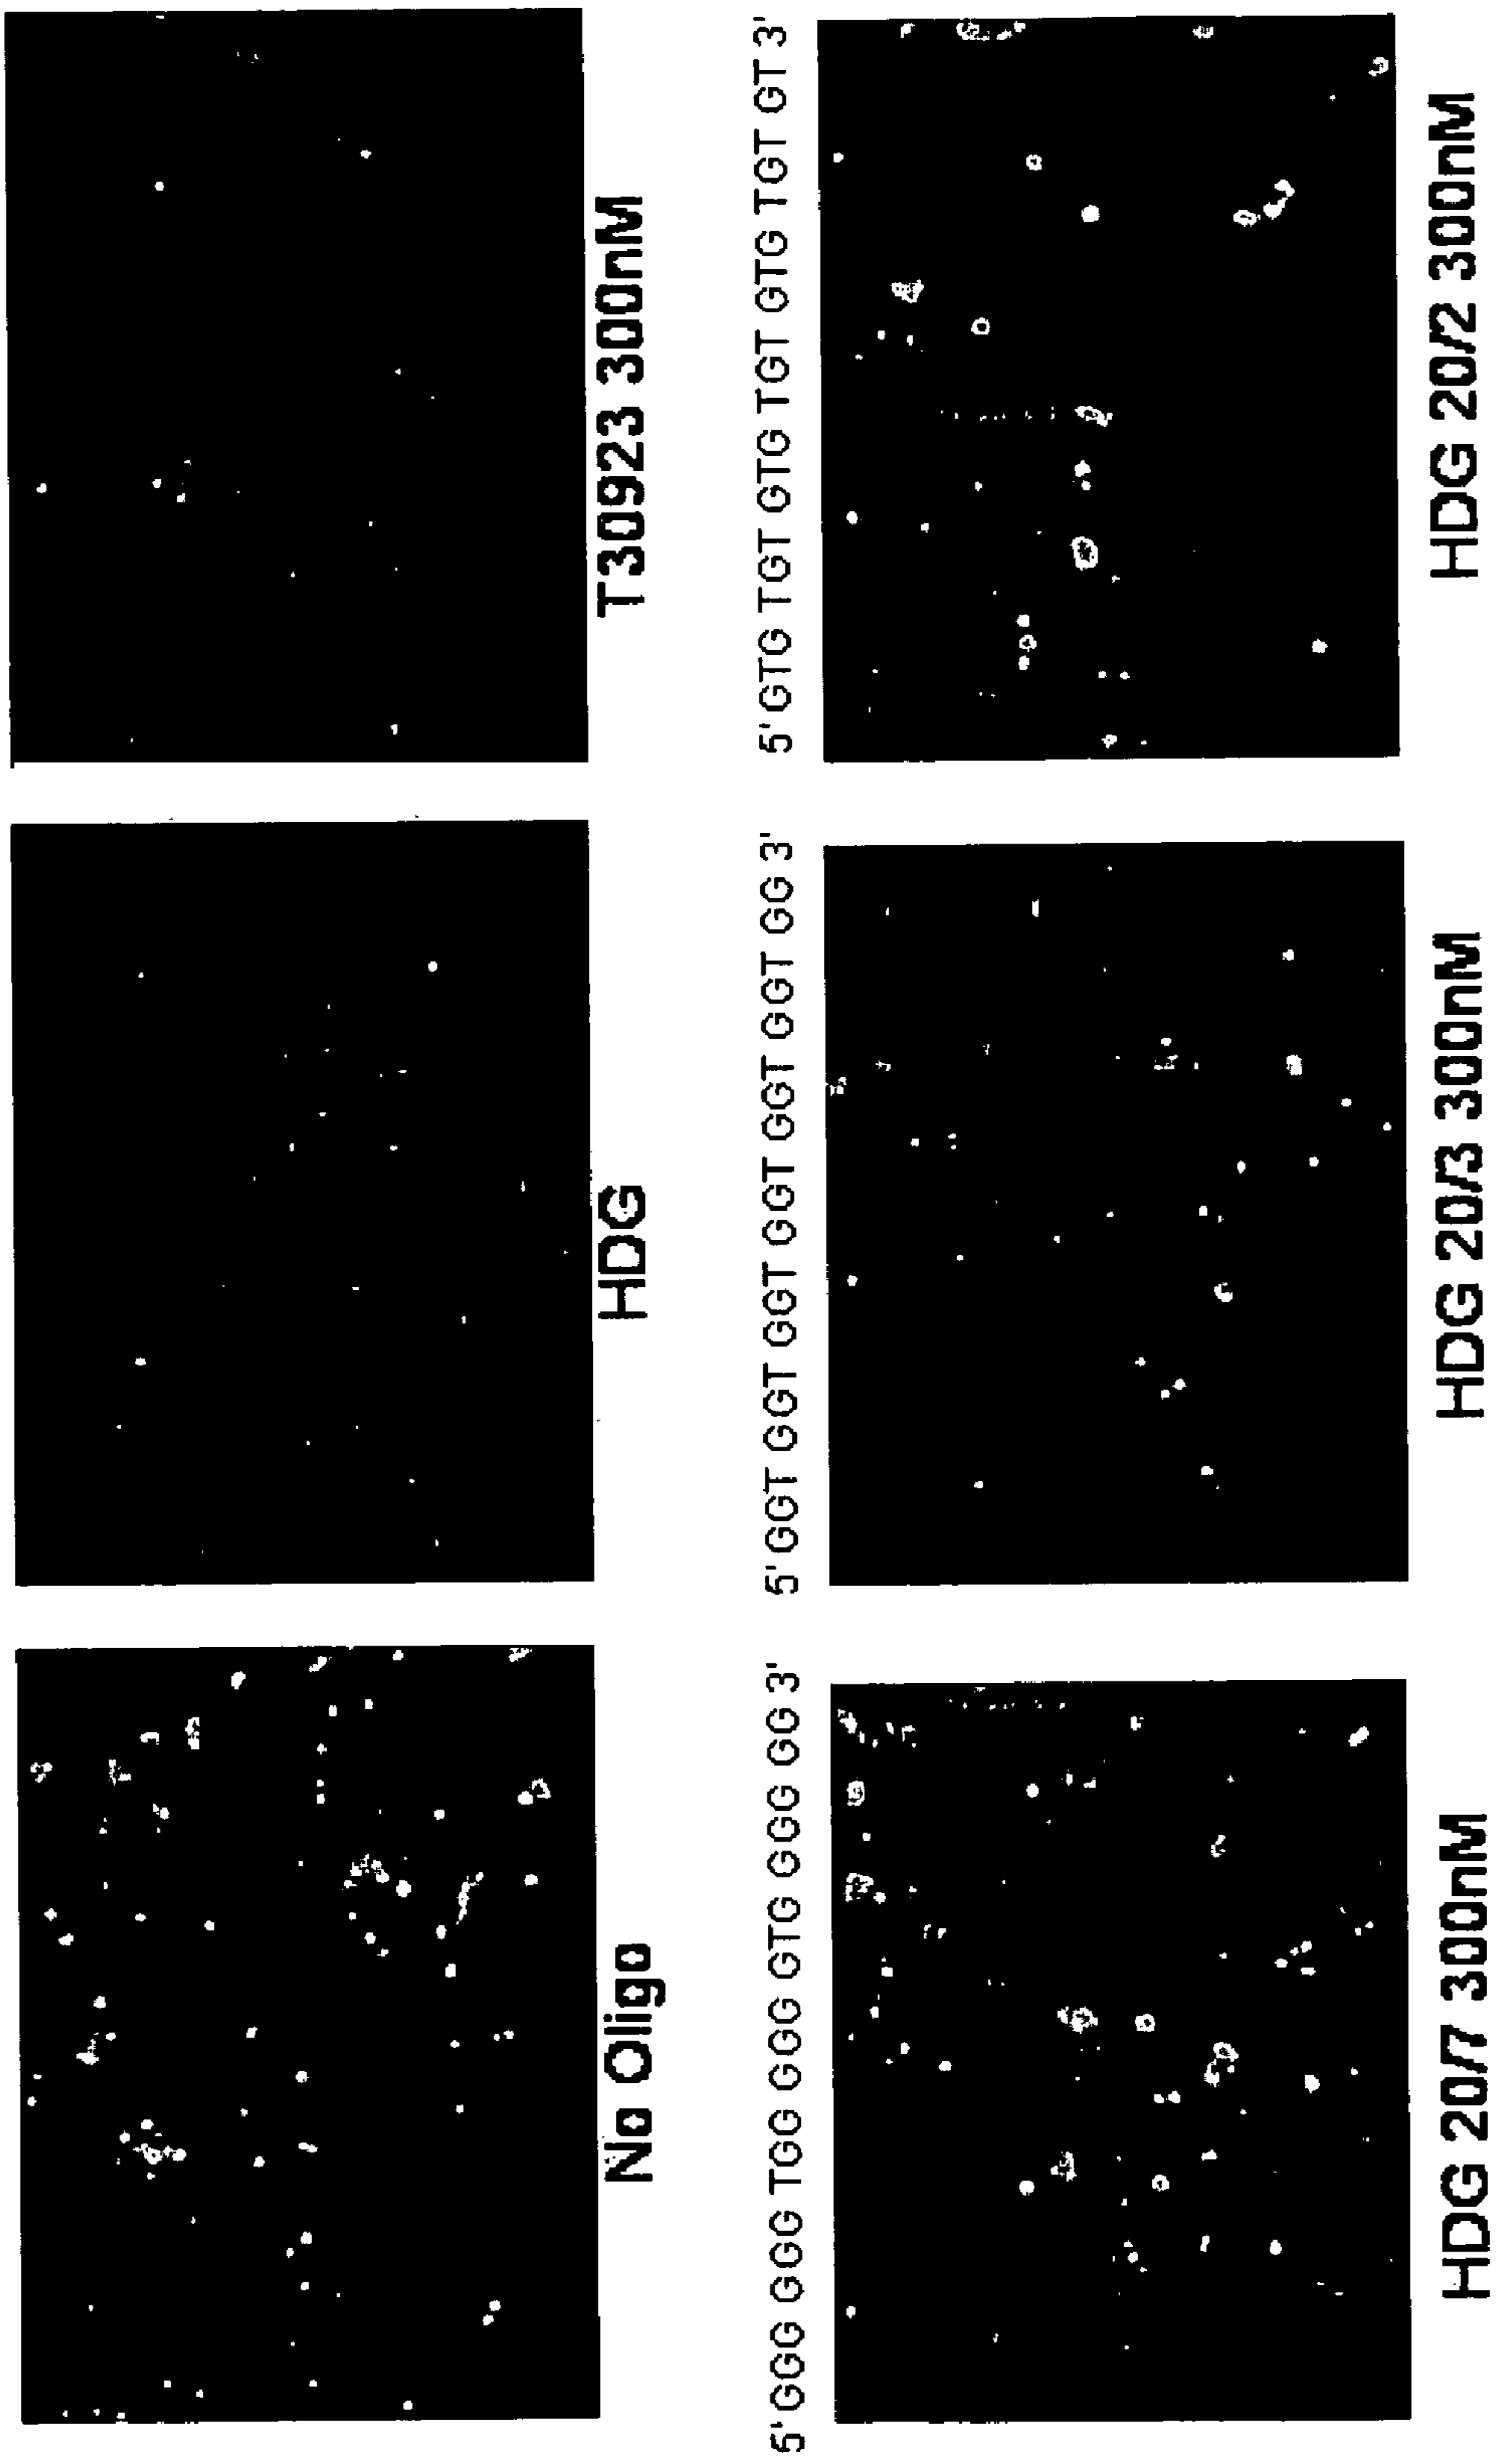 No Oligo
HDG
T30923 300nM
5'GGG GGG TGG GGG GTG GGG GG 3'
5'GGT GGT GGT GGT GGT GGT GG 3'
5'GTG TGT GTG TGT GTG TGT GT 3'
HDG 20/7 300nM
HDG 20/3 300nM
HDG 20/2 300nM